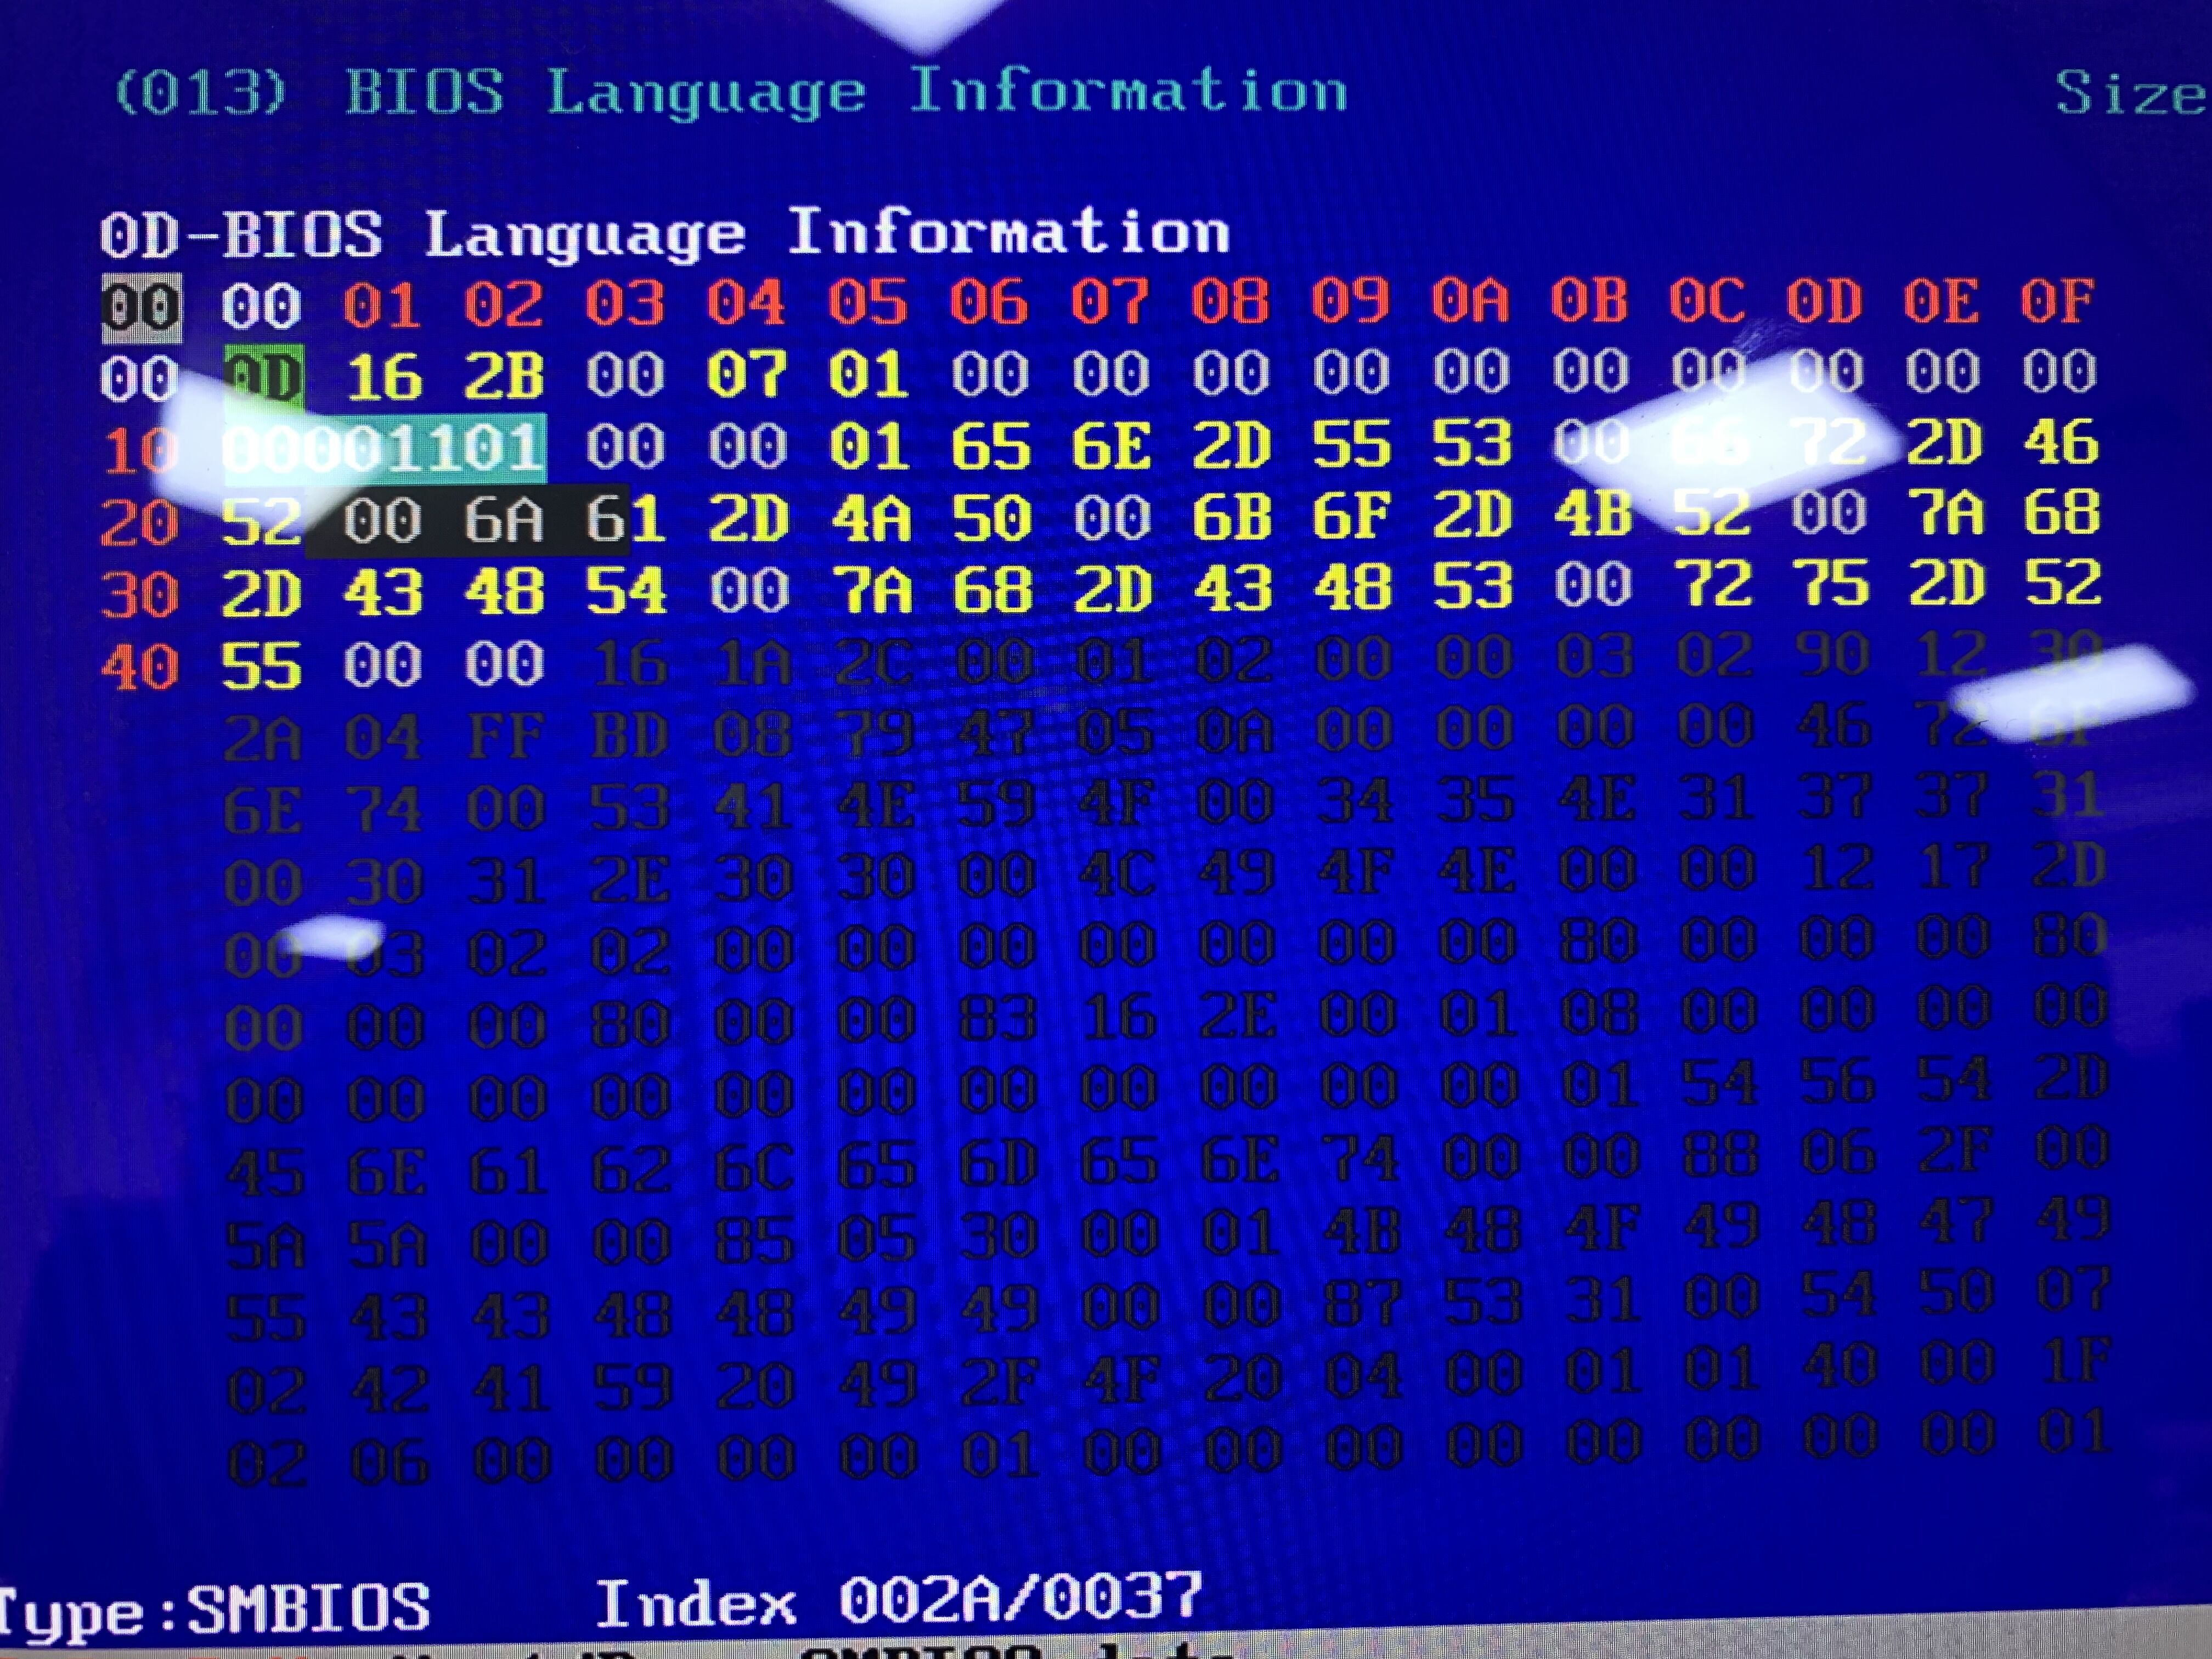 (013) BIOS Language Information Size
0D-BIOS Language Information
00 00 01 02 03 04 05 06 07 08 09 0A 0B 0C 0D 0E 0F
00 0D 16 2B 00 07 01 00 00 00 00 00 00 00 00 00 00
10 00001101 00 00 01 65 6E 2D 55 53 00 66 72 2D 46
20 52 00 6A 61 2D 4A 50 00 6B 6F 2D 4B 52 00 7A 68
30 2D 43 48 54 00 7A 68 2D 43 48 53 00 72 75 2D 52
40 55 00 00 16 1A 2C 00 01 02 00 00 03 02 90 12 30
2A 04 FF BD 08 79 47 05 0A 00 00 00 00 46 72 6F
6E 74 00 53 41 4E 59 4F 00 34 35 4E 31 37 37 31
00 30 31 2E 30 30 00 4C 49 4F 4E 00 00 12 17 2D
00 03 02 02 00 00 00 00 00 00 00 80 00 00 00 80
00 00 00 80 00 00 83 16 2E 00 01 08 00 00 00 00
00 00 00 00 00 00 00 00 00 00 00 01 54 56 54 2D
45 6E 61 62 6C 65 6D 65 6E 74 00 00 88 06 2F 00
5A 5A 00 00 85 05 30 00 01 4B 48 4F 49 48 47 49
55 43 43 48 48 49 49 00 00 87 53 31 00 54 50 07
02 42 41 59 20 49 2F 4F 20 04 00 01 01 40 00 1F
02 06 00 00 00 00 01 00 00 00 00 00 00 00 00 01
Type:SMBIOS Index 002A/0037